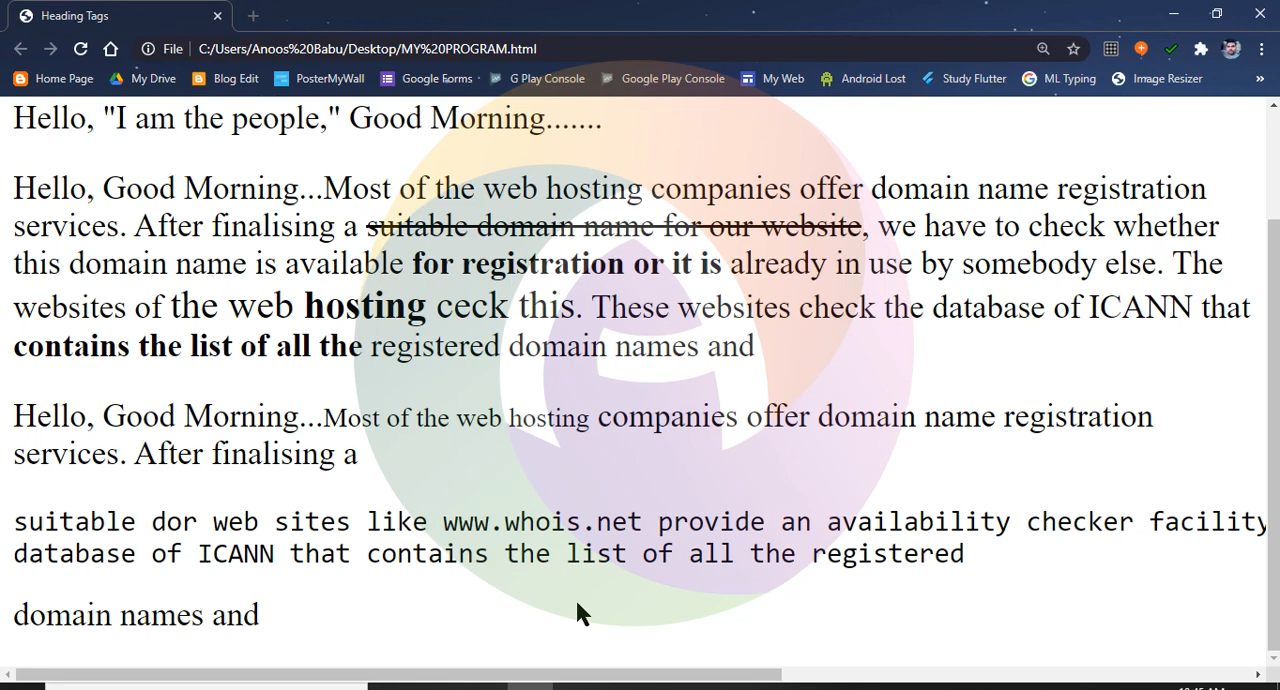 Heading Tags
File C:/Users/Anoos%20Babu/Desktop/MY%20PROGRAM.html
Home Page My Drive Blog Edit PosterMyWall Google Forms G Play Console Google Play Console My Web Android Lost Study Flutter ML Typing Image Resizer »
Hello, "I am the people," Good Morning.......
Hello, Good Morning...Most of the web hosting companies offer domain name registration
services. After finalising a suitable domain name for our website, we have to check whether
this domain name is available for registration or it is already in use by somebody else. The
websites of the web hosting ceck this. These websites check the database of ICANN that
contains the list of all the registered domain names and
Hello, Good Morning...Most of the web hosting companies offer domain name registration
services. After finalising a
suitable dor web sites like www.whois.net provide an availability checker facility
database of ICANN that contains the list of all the registered
domain names and